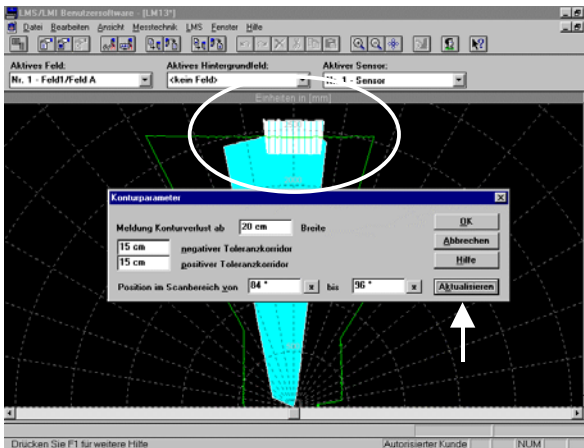 LMS/LMI Benutzersoftware - [LMT3*]
Datei Bearbeiten Ansicht Messtechnik LMS Fenster Hilfe
Aktives Feld: Aktives Hintergrundfeld: Aktiver Sensor:
Nr. 1 - Feld1/Feld A <kein Feld> Nr. 1 - Sensor
Einheiten in [mm]
Konturparameter
Meldung Konturverlust ab 20 cm Breite
OK
15 cm negativer Toleranzkorridor
Abbrechen
15 cm positiver Toleranzkorridor
Hilfe
Position im Scanbereich von 84 ° bis 96 ° Aktualisieren
Drücken Sie F1 für weitere Hilfe Autorisierter Kunde NUM